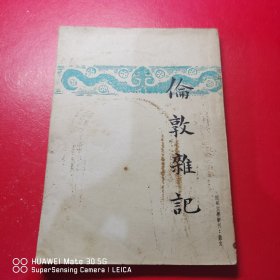 倫敦雜記
HUAWEI Mate 30 5G
SuperSensing Camera | LEICA